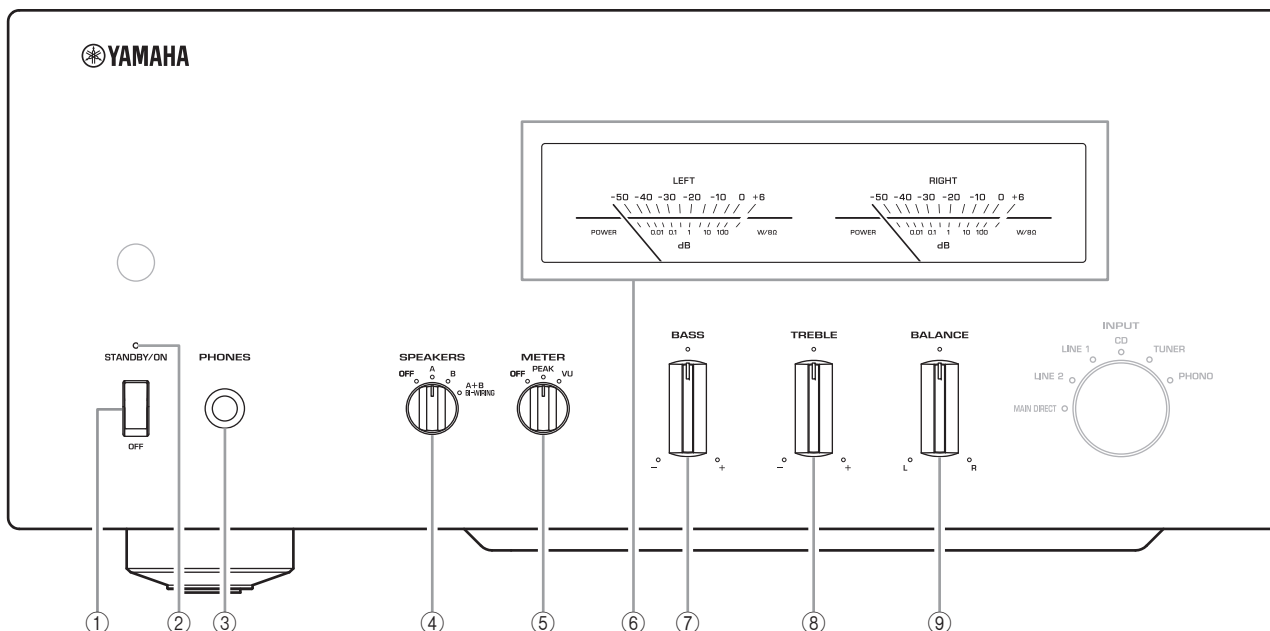 YAMAHA
LEFT
-50 -40 -30 -20 -10 0 +6
POWER 0.01 0.1 1 10 100 W/8Ω
dB
RIGHT
-50 -40 -30 -20 -10 0 +6
POWER 0.01 0.1 1 10 100 W/8Ω
dB
STANDBY/ON
OFF
PHONES
SPEAKERS
OFF A B A+B
BI-WIRING
METER
OFF PEAK VU
BASS
- +
TREBLE
- +
BALANCE
L R
INPUT
CD
LINE 1 TUNER
LINE 2 PHONO
MAIN DIRECT
① ② ③ ④ ⑤ ⑥ ⑦ ⑧ ⑨